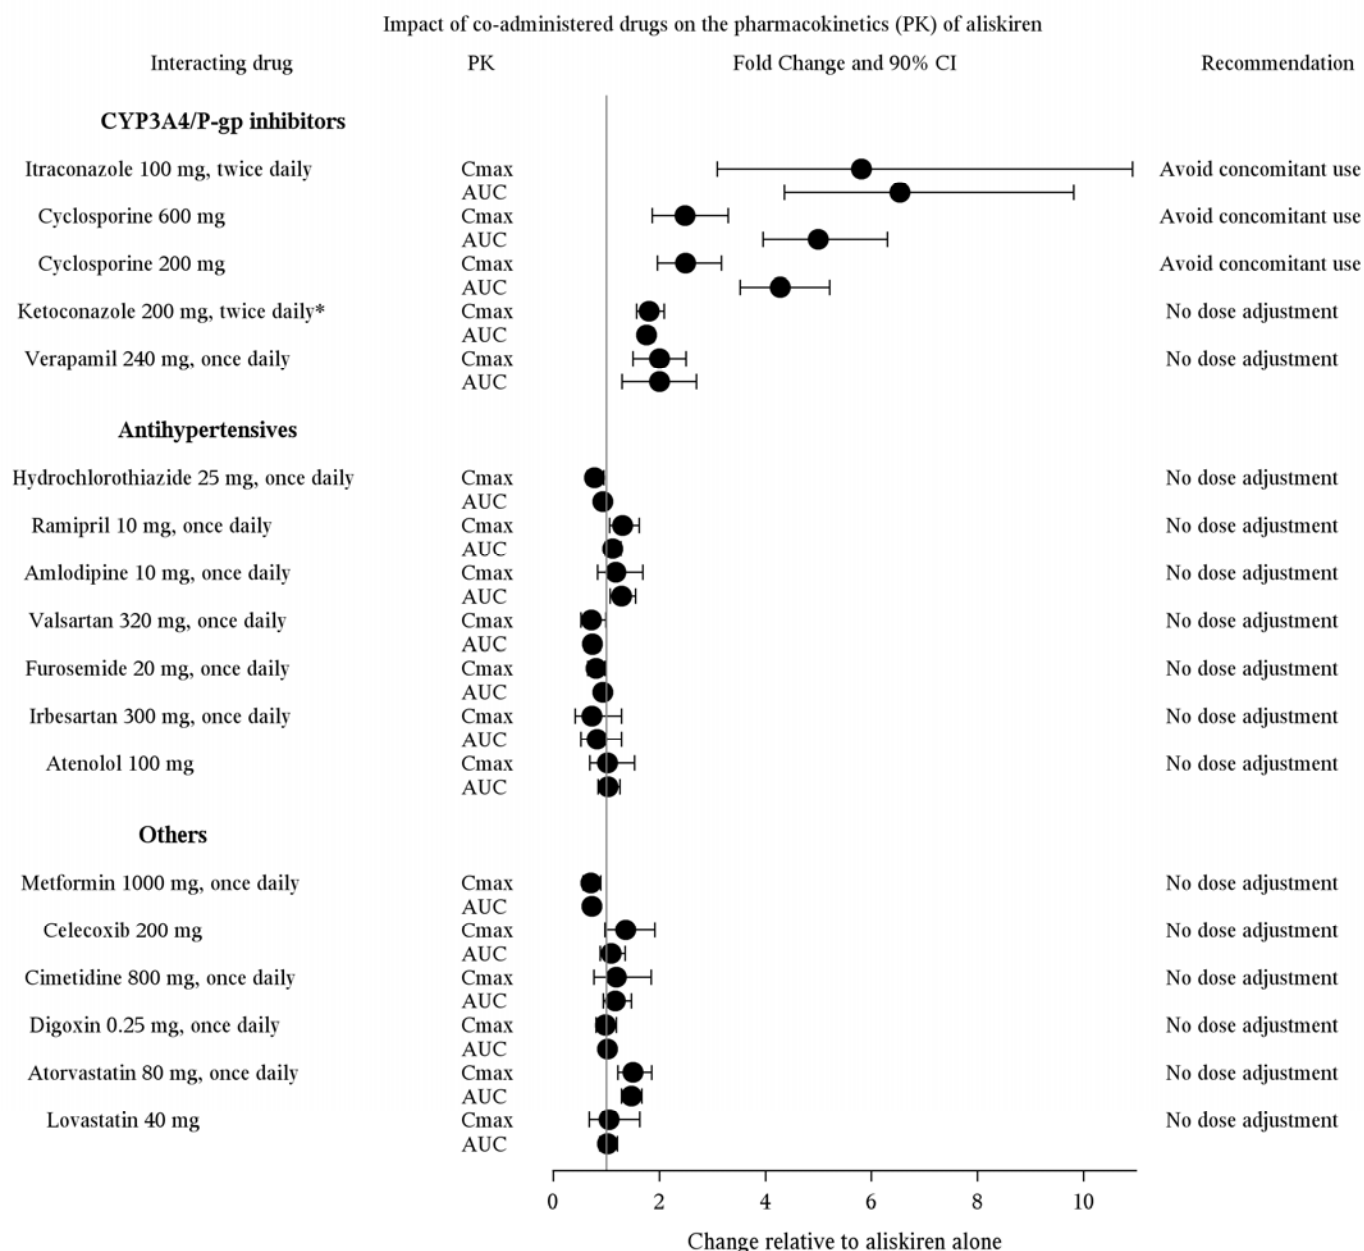 Impact of co-administered drugs on the pharmacokinetics (PK) of aliskiren
Interacting drug PK Fold Change and 90% CI Recommendation
CYP3A4/P-gp inhibitors
Itraconazole 100 mg, twice daily Cmax Avoid concomitant use
AUC
Cyclosporine 600 mg Cmax Avoid concomitant use
AUC
Cyclosporine 200 mg Cmax Avoid concomitant use
AUC
Ketoconazole 200 mg, twice daily* Cmax No dose adjustment
AUC
Verapamil 240 mg, once daily Cmax No dose adjustment
AUC
Antihypertensives
Hydrochlorothiazide 25 mg, once daily Cmax No dose adjustment
AUC
Ramipril 10 mg, once daily Cmax No dose adjustment
AUC
Amlodipine 10 mg, once daily Cmax No dose adjustment
AUC
Valsartan 320 mg, once daily Cmax No dose adjustment
AUC
Furosemide 20 mg, once daily Cmax No dose adjustment
AUC
Irbesartan 300 mg, once daily Cmax No dose adjustment
AUC
Atenolol 100 mg Cmax No dose adjustment
AUC
Others
Metformin 1000 mg, once daily Cmax No dose adjustment
AUC
Celecoxib 200 mg Cmax No dose adjustment
AUC
Cimetidine 800 mg, once daily Cmax No dose adjustment
AUC
Digoxin 0.25 mg, once daily Cmax No dose adjustment
AUC
Atorvastatin 80 mg, once daily Cmax No dose adjustment
AUC
Lovastatin 40 mg Cmax No dose adjustment
AUC
0 2 4 6 8 10
Change relative to aliskiren alone